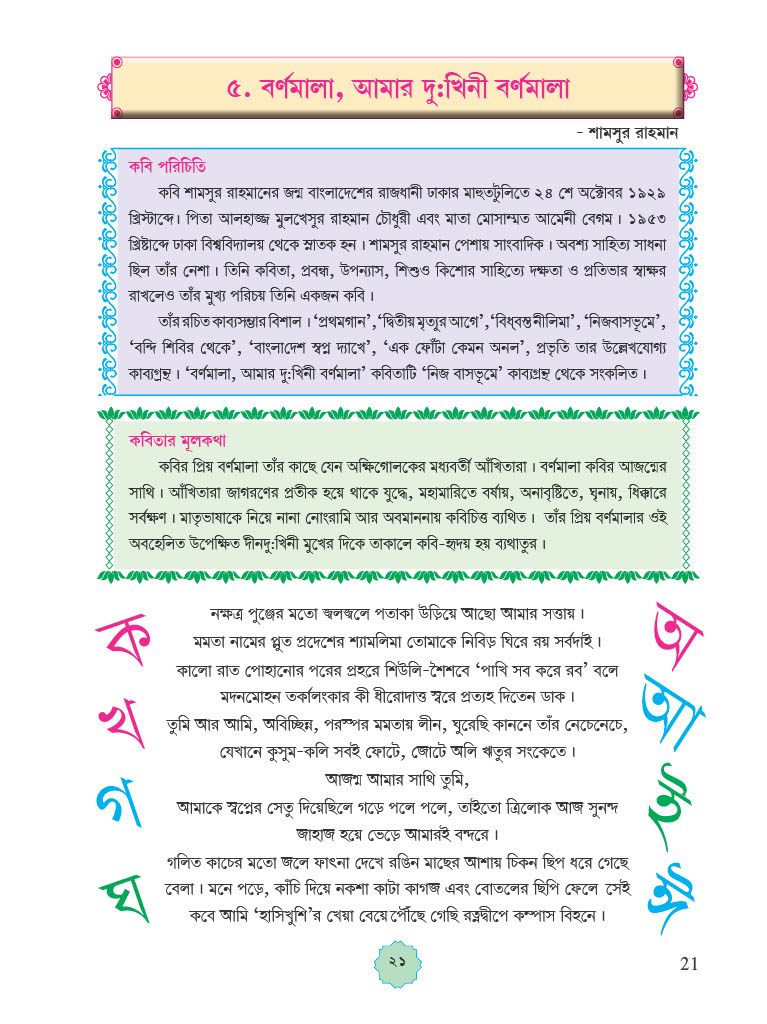 ৫. বর্ণমালা, আমার দু:খিনী বর্ণমালা
- শামসুর রাহমান
কবি পরিচিতি
কবি শামসুর রাহমানের জন্ম বাংলাদেশের রাজধানী ঢাকার মাহুতটুলিতে ২৪ শে অক্টোবর ১৯২৯
খ্রিস্টাব্দে। পিতা আলহাজ্জ মুলখেসুর রাহমান চৌধুরী এবং মাতা মোসাম্মত আমেনী বেগম। ১৯৫৩
খ্রিষ্টাব্দে ঢাকা বিশ্ববিদ্যালয় থেকে স্নাতক হন। শামসুর রাহমান পেশায় সাংবাদিক। অবশ্য সাহিত্য সাধনা
ছিল তাঁর নেশা। তিনি কবিতা, প্রবন্ধ, উপন্যাস, শিশুও কিশোর সাহিত্যে দক্ষতা ও প্রতিভার স্বাক্ষর
রাখলেও তাঁর মুখ্য পরিচয় তিনি একজন কবি।
তাঁর রচিত কাব্যসম্ভার বিশাল। ‘প্রথমগান’, ‘দ্বিতীয় মৃত্যুর আগে’, ‘বিধ্বস্ত নীলিমা’, ‘নিজবাসভূমে’,
‘বন্দি শিবির থেকে’, ‘বাংলাদেশ স্বপ্ন দ্যাখে’, ‘এক ফোঁটা কেমন অনল’, প্রভৃতি তার উল্লেখযোগ্য
কাব্যগ্রন্থ। ‘বর্ণমালা, আমার দু:খিনী বর্ণমালা’ কবিতাটি ‘নিজ বাসভূমে’ কাব্যগ্রন্থ থেকে সংকলিত।
কবিতার মূলকথা
কবির প্রিয় বর্ণমালা তাঁর কাছে যেন অক্ষিগোলকের মধ্যবর্তী আঁখিতারা। বর্ণমালা কবির আজন্মের
সাথি। আঁখিতারা জাগরণের প্রতীক হয়ে থাকে যুদ্ধে, মহামারিতে বর্ষায়, অনাবৃষ্টিতে, ঘৃনায়, ধিক্কারে
সর্বক্ষণ। মাতৃভাষাকে নিয়ে নানা নোংরামি আর অবমাননায় কবিচিত্ত ব্যথিত। তাঁর প্রিয় বর্ণমালার ওই
অবহেলিত উপেক্ষিত দীনদু:খিনী মুখের দিকে তাকালে কবি-হৃদয় হয় ব্যথাতুর।
নক্ষত্র পুঞ্জের মতো জ্বলজ্বলে পতাকা উড়িয়ে আছো আমার সত্তায়।
মমতা নামের প্লুত প্রদেশের শ্যামলিমা তোমাকে নিবিড় ঘিরে রয় সর্বদাই।
কালো রাত পোহানোর পরের প্রহরে শিউলি-শৈশবে ‘পাখি সব করে রব’ বলে
মদনমোহন তর্কালংকার কী ধীরোদাত্ত স্বরে প্রত্যহ দিতেন ডাক।
তুমি আর আমি, অবিচ্ছিন্ন, পরস্পর মমতায় লীন, ঘুরেছি কাননে তাঁর নেচেনেচে,
যেখানে কুসুম-কলি সবই ফোটে, জোটে অলি ঋতুর সংকেতে।
আজন্ম আমার সাথি তুমি,
আমাকে স্বপ্নের সেতু দিয়েছিলে গড়ে পলে পলে, তাইতো ত্রিলোক আজ সুনন্দ
জাহাজ হয়ে ভেড়ে আমারই বন্দরে।
গলিত কাচের মতো জলে ফাৎনা দেখে রঙিন মাছের আশায় চিকন ছিপ ধরে গেছে
বেলা। মনে পড়ে, কাঁচি দিয়ে নকশা কাটা কাগজ এবং বোতলের ছিপি ফেলে সেই
কবে আমি ‘হাসিখুশি’র খেয়া বেয়ে পৌঁছে গেছি রত্নদ্বীপে কম্পাস বিহনে।
ক
খ
গ
ঘ
অ
আ
ই
ঈ
২১
21